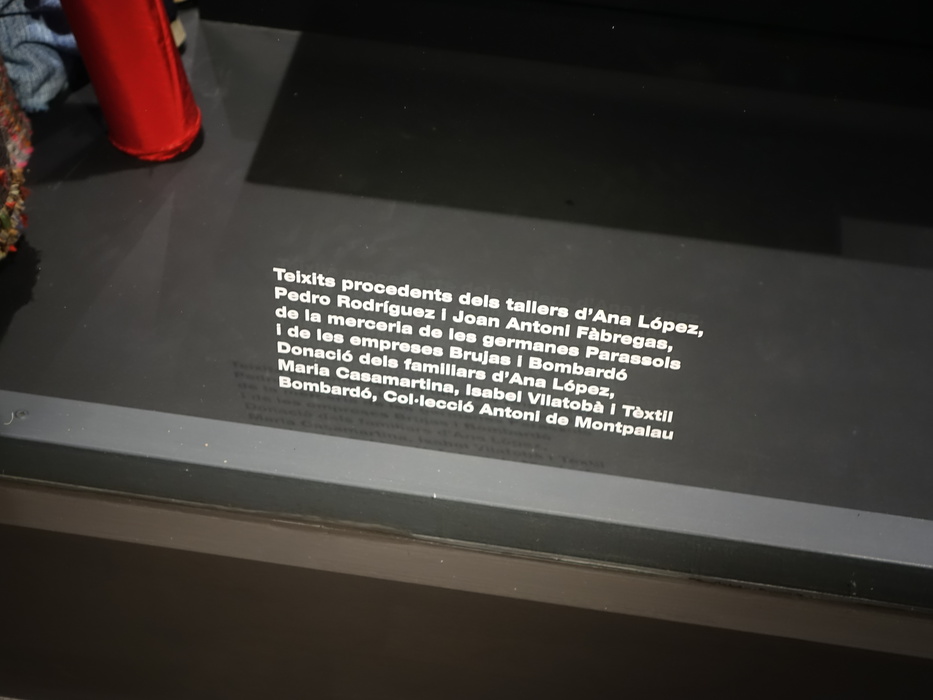 Teixits procedents dels tallers d'Ana López,
Pedro Rodríguez i Joan Antoni Fàbregas,
de la merceria de les germanes Parassols
i de les empreses Brujas i Bombardó
Donació dels familiars d'Ana López,
Maria Casamartina, Isabel Vilatobà i Tèxtil
Bombardó, Col·lecció Antoni de Montpalau